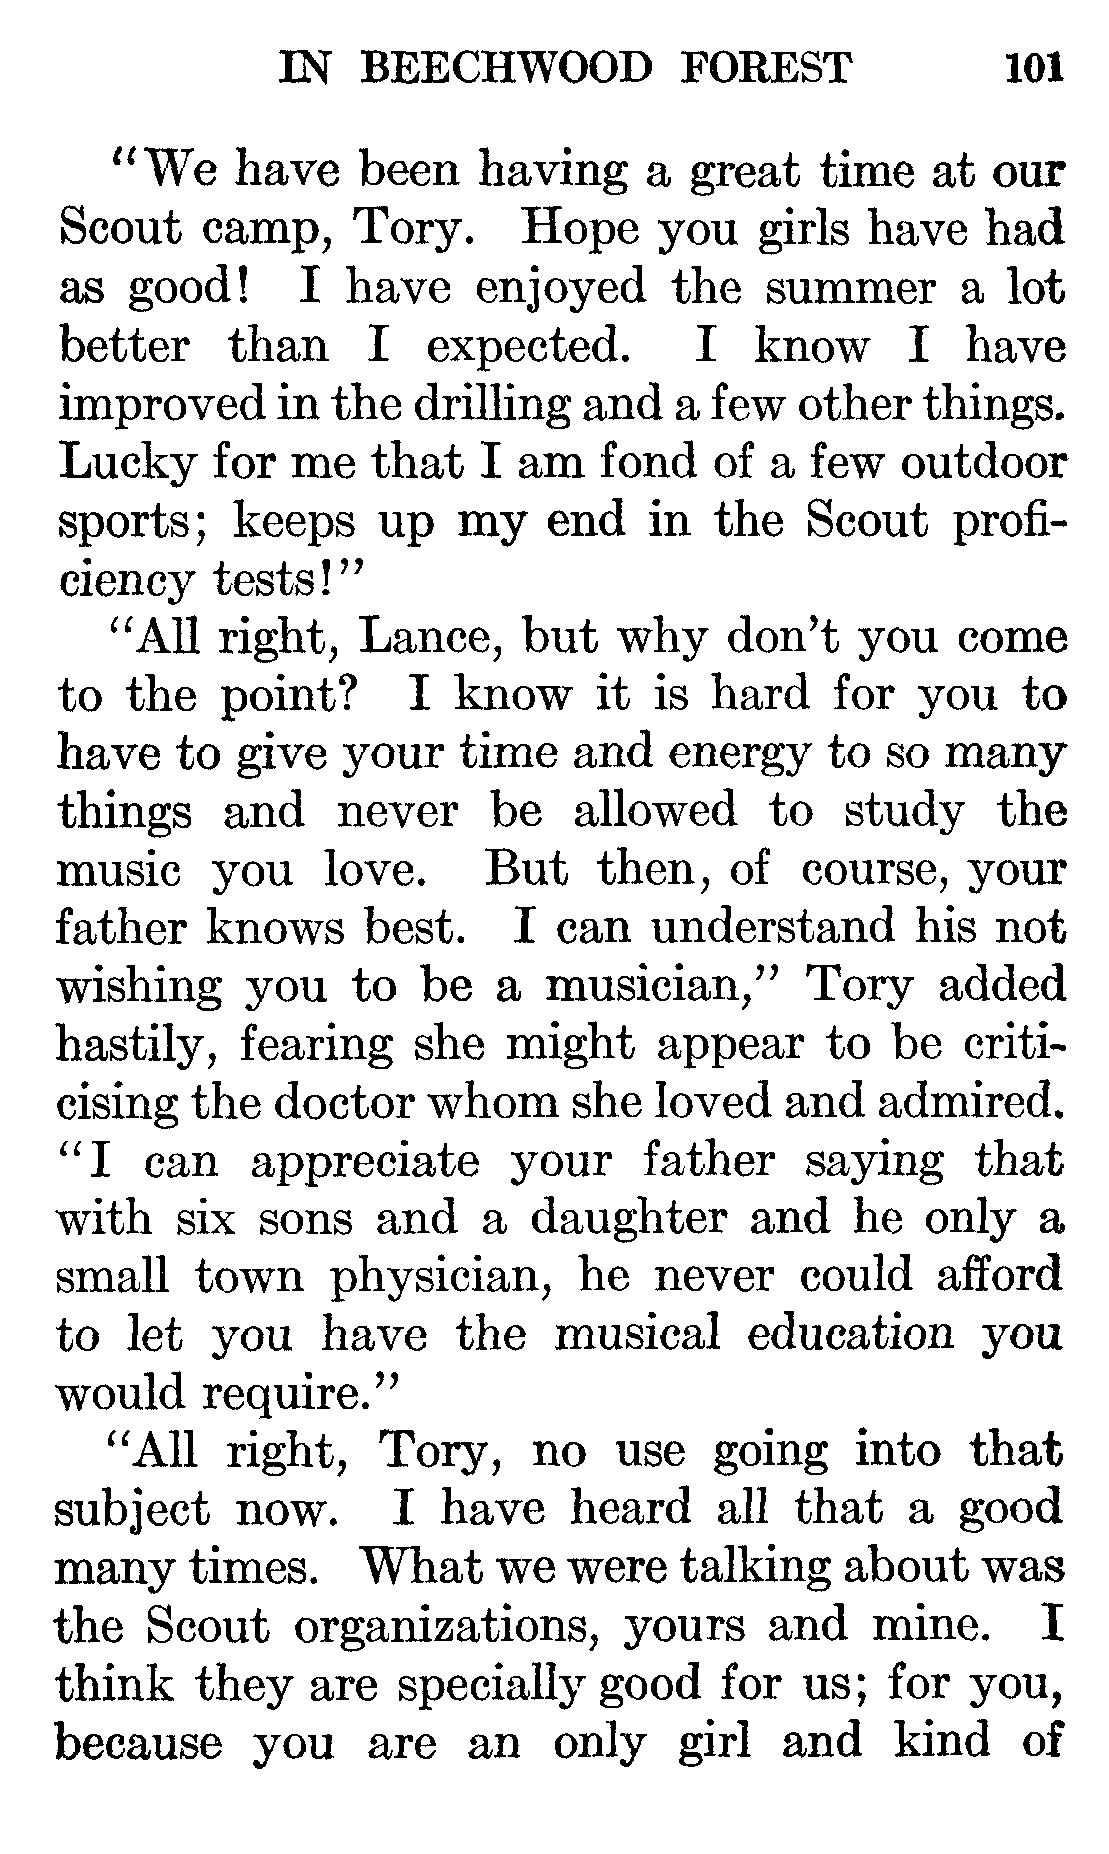 IN BEECHWOOD FOREST 101
"We have been having a great time at our
Scout camp, Tory. Hope you girls have had
as good! I have enjoyed the summer a lot
better than I expected. I know I have
improved in the drilling and a few other things.
Lucky for me that I am fond of a few outdoor
sports; keeps up my end in the Scout profi-
ciency tests!"
"All right, Lance, but why don't you come
to the point? I know it is hard for you to
have to give your time and energy to so many
things and never be allowed to study the
music you love. But then, of course, your
father knows best. I can understand his not
wishing you to be a musician," Tory added
hastily, fearing she might appear to be criti-
cising the doctor whom she loved and admired.
"I can appreciate your father saying that
with six sons and a daughter and he only a
small town physician, he never could afford
to let you have the musical education you
would require."
"All right, Tory, no use going into that
subject now. I have heard all that a good
many times. What we were talking about was
the Scout organizations, yours and mine. I
think they are specially good for us; for you,
because you are an only girl and kind of